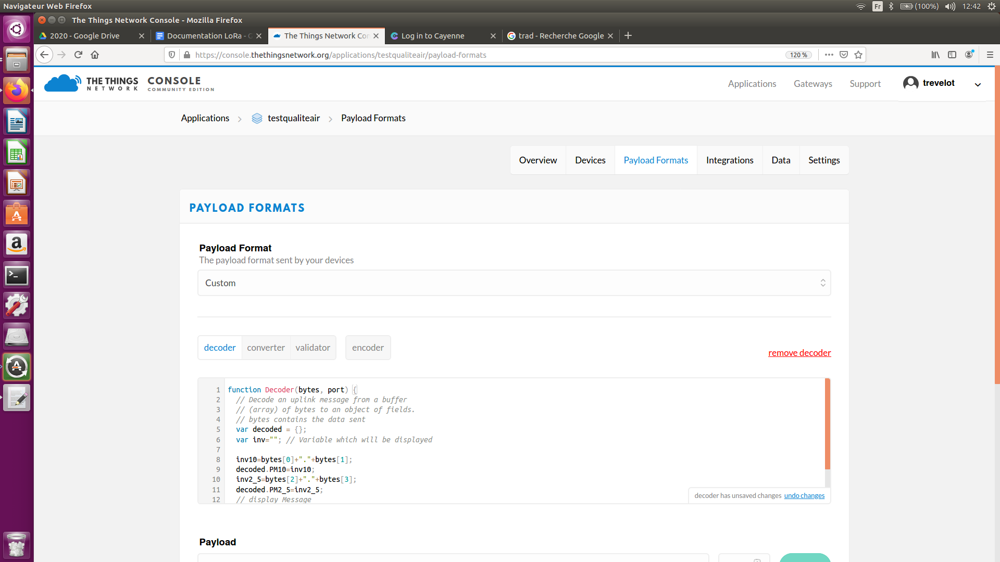 Navigateur Web Firefox
Fr (100%) 12:42
The Things Network Console - Mozilla Firefox
2020 - Google Drive
Documentation LoRa - G
The Things Network Con
Log in to Cayenne
trad - Recherche Google
https://console.thethingsnetwork.org/applications/testqualiteair/payload-formats
120 %
THE THINGS NETWORK
CONSOLE
COMMUNITY EDITION
Applications
Gateways
Support
trevelot
Applications
testqualiteair
Payload Formats
Overview
Devices
Payload Formats
Integrations
Data
Settings
PAYLOAD FORMATS
Payload Format
The payload format sent by your devices
Custom
decoder
converter
validator
encoder
remove decoder
1 function Decoder(bytes, port) {
2 // Decode an uplink message from a buffer
3 // (array) of bytes to an object of fields.
4 // bytes contains the data sent
5 var decoded = {};
6 var inv=""; // Variable which will be displayed
7
8 inv10=bytes[0]+"."+bytes[1];
9 decoded.PM10=inv10;
10 inv2_5=bytes[2]+"."+bytes[3];
11 decoded.PM2_5=inv2_5;
12 // display Message
decoder has unsaved changes undo changes
Payload